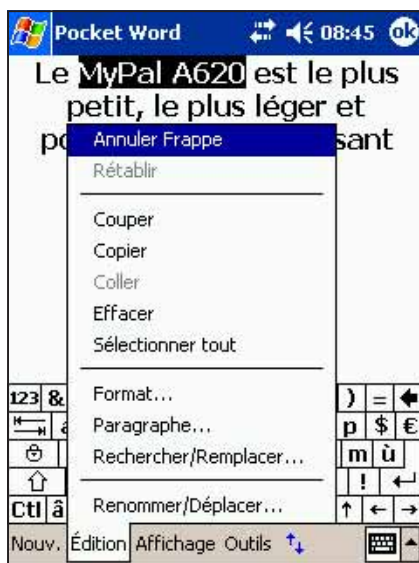 Pocket Word 08:45 ok
Le MyPal A620 est le plus
petit, le plus léger et
po sant
Annuler Frappe
Rétablir
Couper
Copier
Coller
Effacer
Sélectionner tout
Format...
Paragraphe...
Rechercher/Remplacer...
Renommer/Déplacer...
123 & ) =
p $ €
m ù
!
Ctl â ↑ ← →
Nouv. Édition Affichage Outils